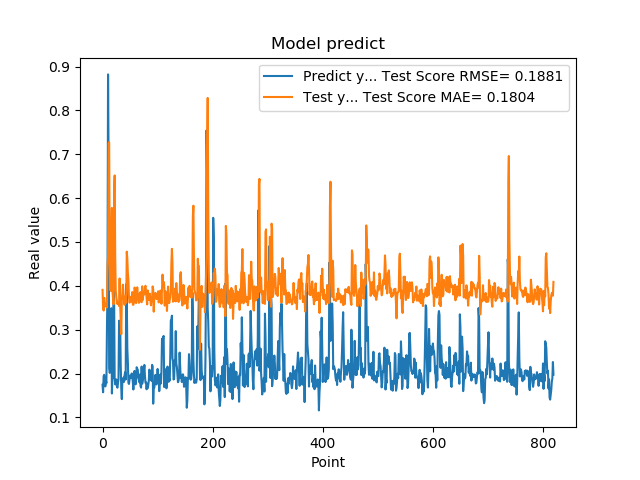 Model predict
Predict y... Test Score RMSE= 0.1881
Test y... Test Score MAE= 0.1804
Real value
0.9
0.8
0.7
0.6
0.5
0.4
0.3
0.2
0.1
0 200 400 600 800
Point